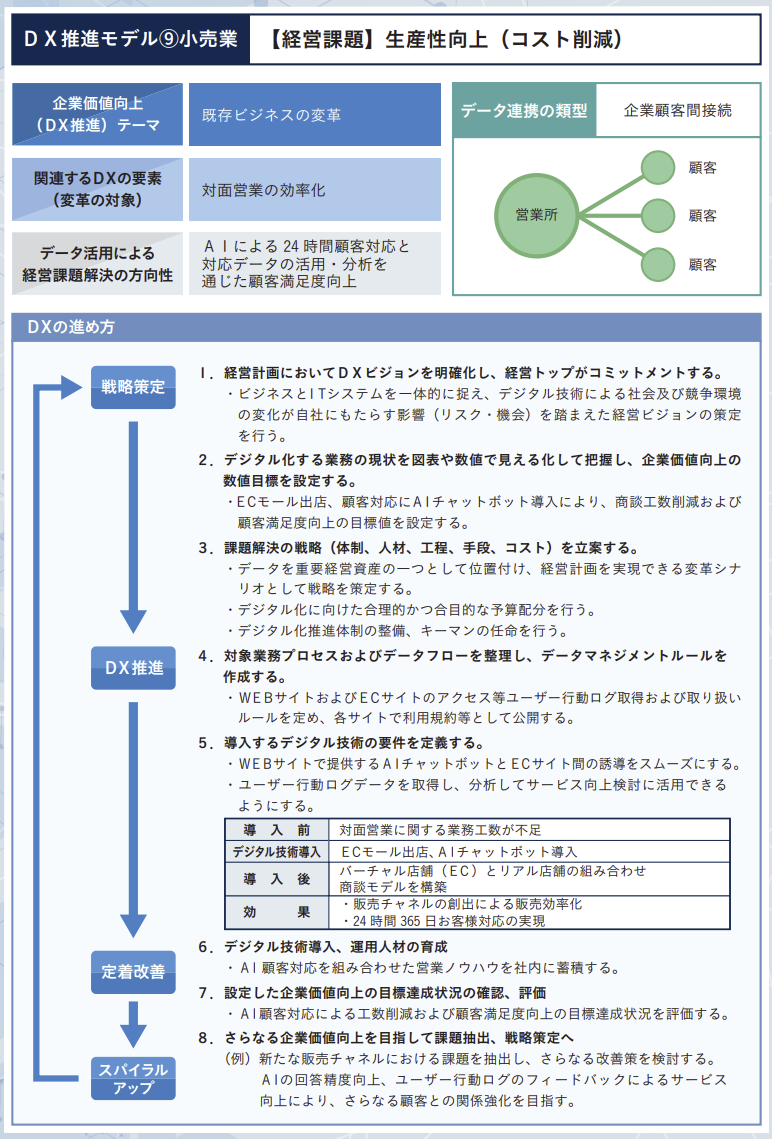 ＤＸ推進モデル⑨小売業
【経営課題】生産性向上（コスト削減）
企業価値向上
（DX推進）テーマ
既存ビジネスの変革
関連するDXの要素
（変革の対象）
対面営業の効率化
データ活用による
経営課題解決の方向性
ＡＩによる24時間顧客対応と
対応データの活用・分析を
通じた顧客満足度向上
データ連携の類型
企業顧客間接続
営業所
顧客
顧客
顧客
DXの進め方
戦略策定
1．経営計画においてDXビジョンを明確化し、経営トップがコミットメントする。
・ビジネスとITシステムを一体的に捉え、デジタル技術による社会及び競争環境
の変化が自社にもたらす影響（リスク・機会）を踏まえた経営ビジョンの策定
を行う。
2．デジタル化する業務の現状を図表や数値で見える化して把握し、企業価値向上の
数値目標を設定する。
・ECモール出店、顧客対応にAIチャットボット導入により、商談工数削減および
顧客満足度向上の目標値を設定する。
3．課題解決の戦略（体制、人材、工程、手段、コスト）を立案する。
・データを重要経営資産の一つとして位置付け、経営計画を実現できる変革シナ
リオとして戦略を策定する。
・デジタル化に向けた合理的かつ合目的な予算配分を行う。
・デジタル化推進体制の整備、キーマンの任命を行う。
DX推進
4．対象業務プロセスおよびデータフローを整理し、データマネジメントルールを
作成する。
・WEBサイトおよびECサイトのアクセス等ユーザー行動ログ取得および取り扱い
ルールを定め、各サイトで利用規約等として公開する。
5．導入するデジタル技術の要件を定義する。
・WEBサイトで提供するAIチャットボットとECサイト間の誘導をスムーズにする。
・ユーザー行動ログデータを取得し、分析してサービス向上検討に活用できる
ようにする。
導　入　前　対面営業に関する業務工数が不足
デジタル技術導入　ECモール出店、AIチャットボット導入
導　入　後　バーチャル店舗（EC）とリアル店舗の組み合わせ
商談モデルを構築
効　　果　・販売チャネルの創出による販売効率化
・24時間365日お客様対応の実現
定着改善
6．デジタル技術導入、運用人材の育成
・AI顧客対応を組み合わせた営業ノウハウを社内に蓄積する。
7．設定した企業価値向上の目標達成状況の確認、評価
・AI顧客対応による工数削減および顧客満足度向上の目標達成状況を評価する。
スパイラル
アップ
8．さらなる企業価値向上を目指して課題抽出、戦略策定へ
（例）新たな販売チャネルにおける課題を抽出し、さらなる改善策を検討する。
AIの回答精度向上、ユーザー行動ログのフィードバックによるサービス
向上により、さらなる顧客との関係強化を目指す。